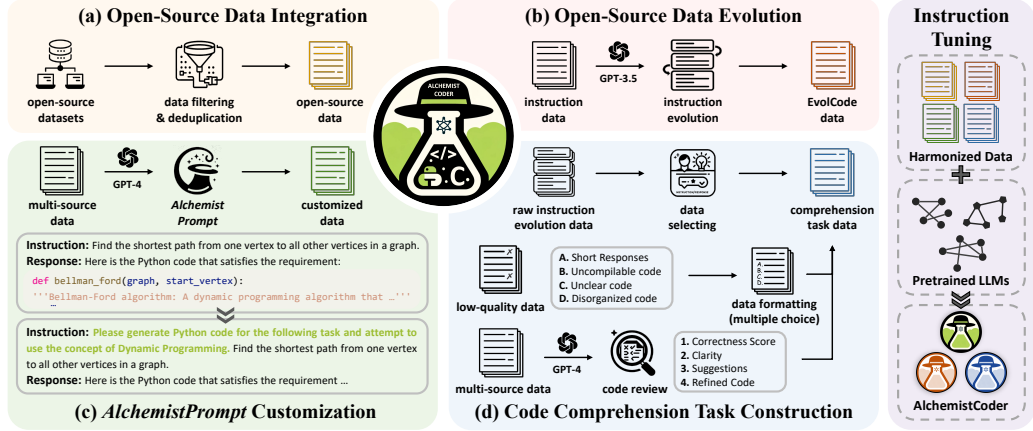 (a) Open-Source Data Integration
open-source
datasets
data filtering
& deduplication
open-source
data
ALCHEMIST
CODER
</>
C
(b) Open-Source Data Evolution
instruction
data
GPT-3.5
instruction
evolution
EvolCode
data
multi-source
data
GPT-4
Alchemist
Prompt
customized
data
Instruction: Find the shortest path from one vertex to all other vertices in a graph.
Response: Here is the Python code that satisfies the requirement:
def bellman_ford(graph, start_vertex):
'''Bellman-Ford algorithm: A dynamic programming algorithm that …'''
…
Instruction: Please generate Python code for the following task and attempt to
use the concept of Dynamic Programming. Find the shortest path from one vertex
to all other vertices in a graph.
Response: Here is the Python code that satisfies the requirement …
(c) AlchemistPrompt Customization
raw instruction
evolution data
data
selecting
comprehension
task data
low-quality data
A. Short Responses
B. Uncompilable code
C. Unclear code
D. Disorganized code
A.
B.
C.
D.
data formatting
(multiple choice)
multi-source data
GPT-4
code review
1. Correctness Score
2. Clarity
3. Suggestions
4. Refined Code
(d) Code Comprehension Task Construction
Instruction
Tuning
Harmonized Data
+
Pretrained LLMs
AlchemistCoder